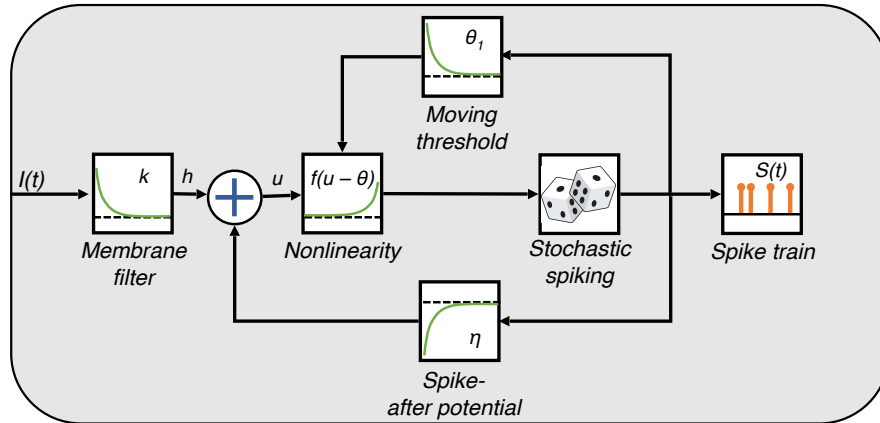 θ1
Moving
threshold
I(t)
k
h
u
f(u – θ)
S(t)
Membrane
filter
Nonlinearity
Stochastic
spiking
Spike train
η
Spike-
after potential